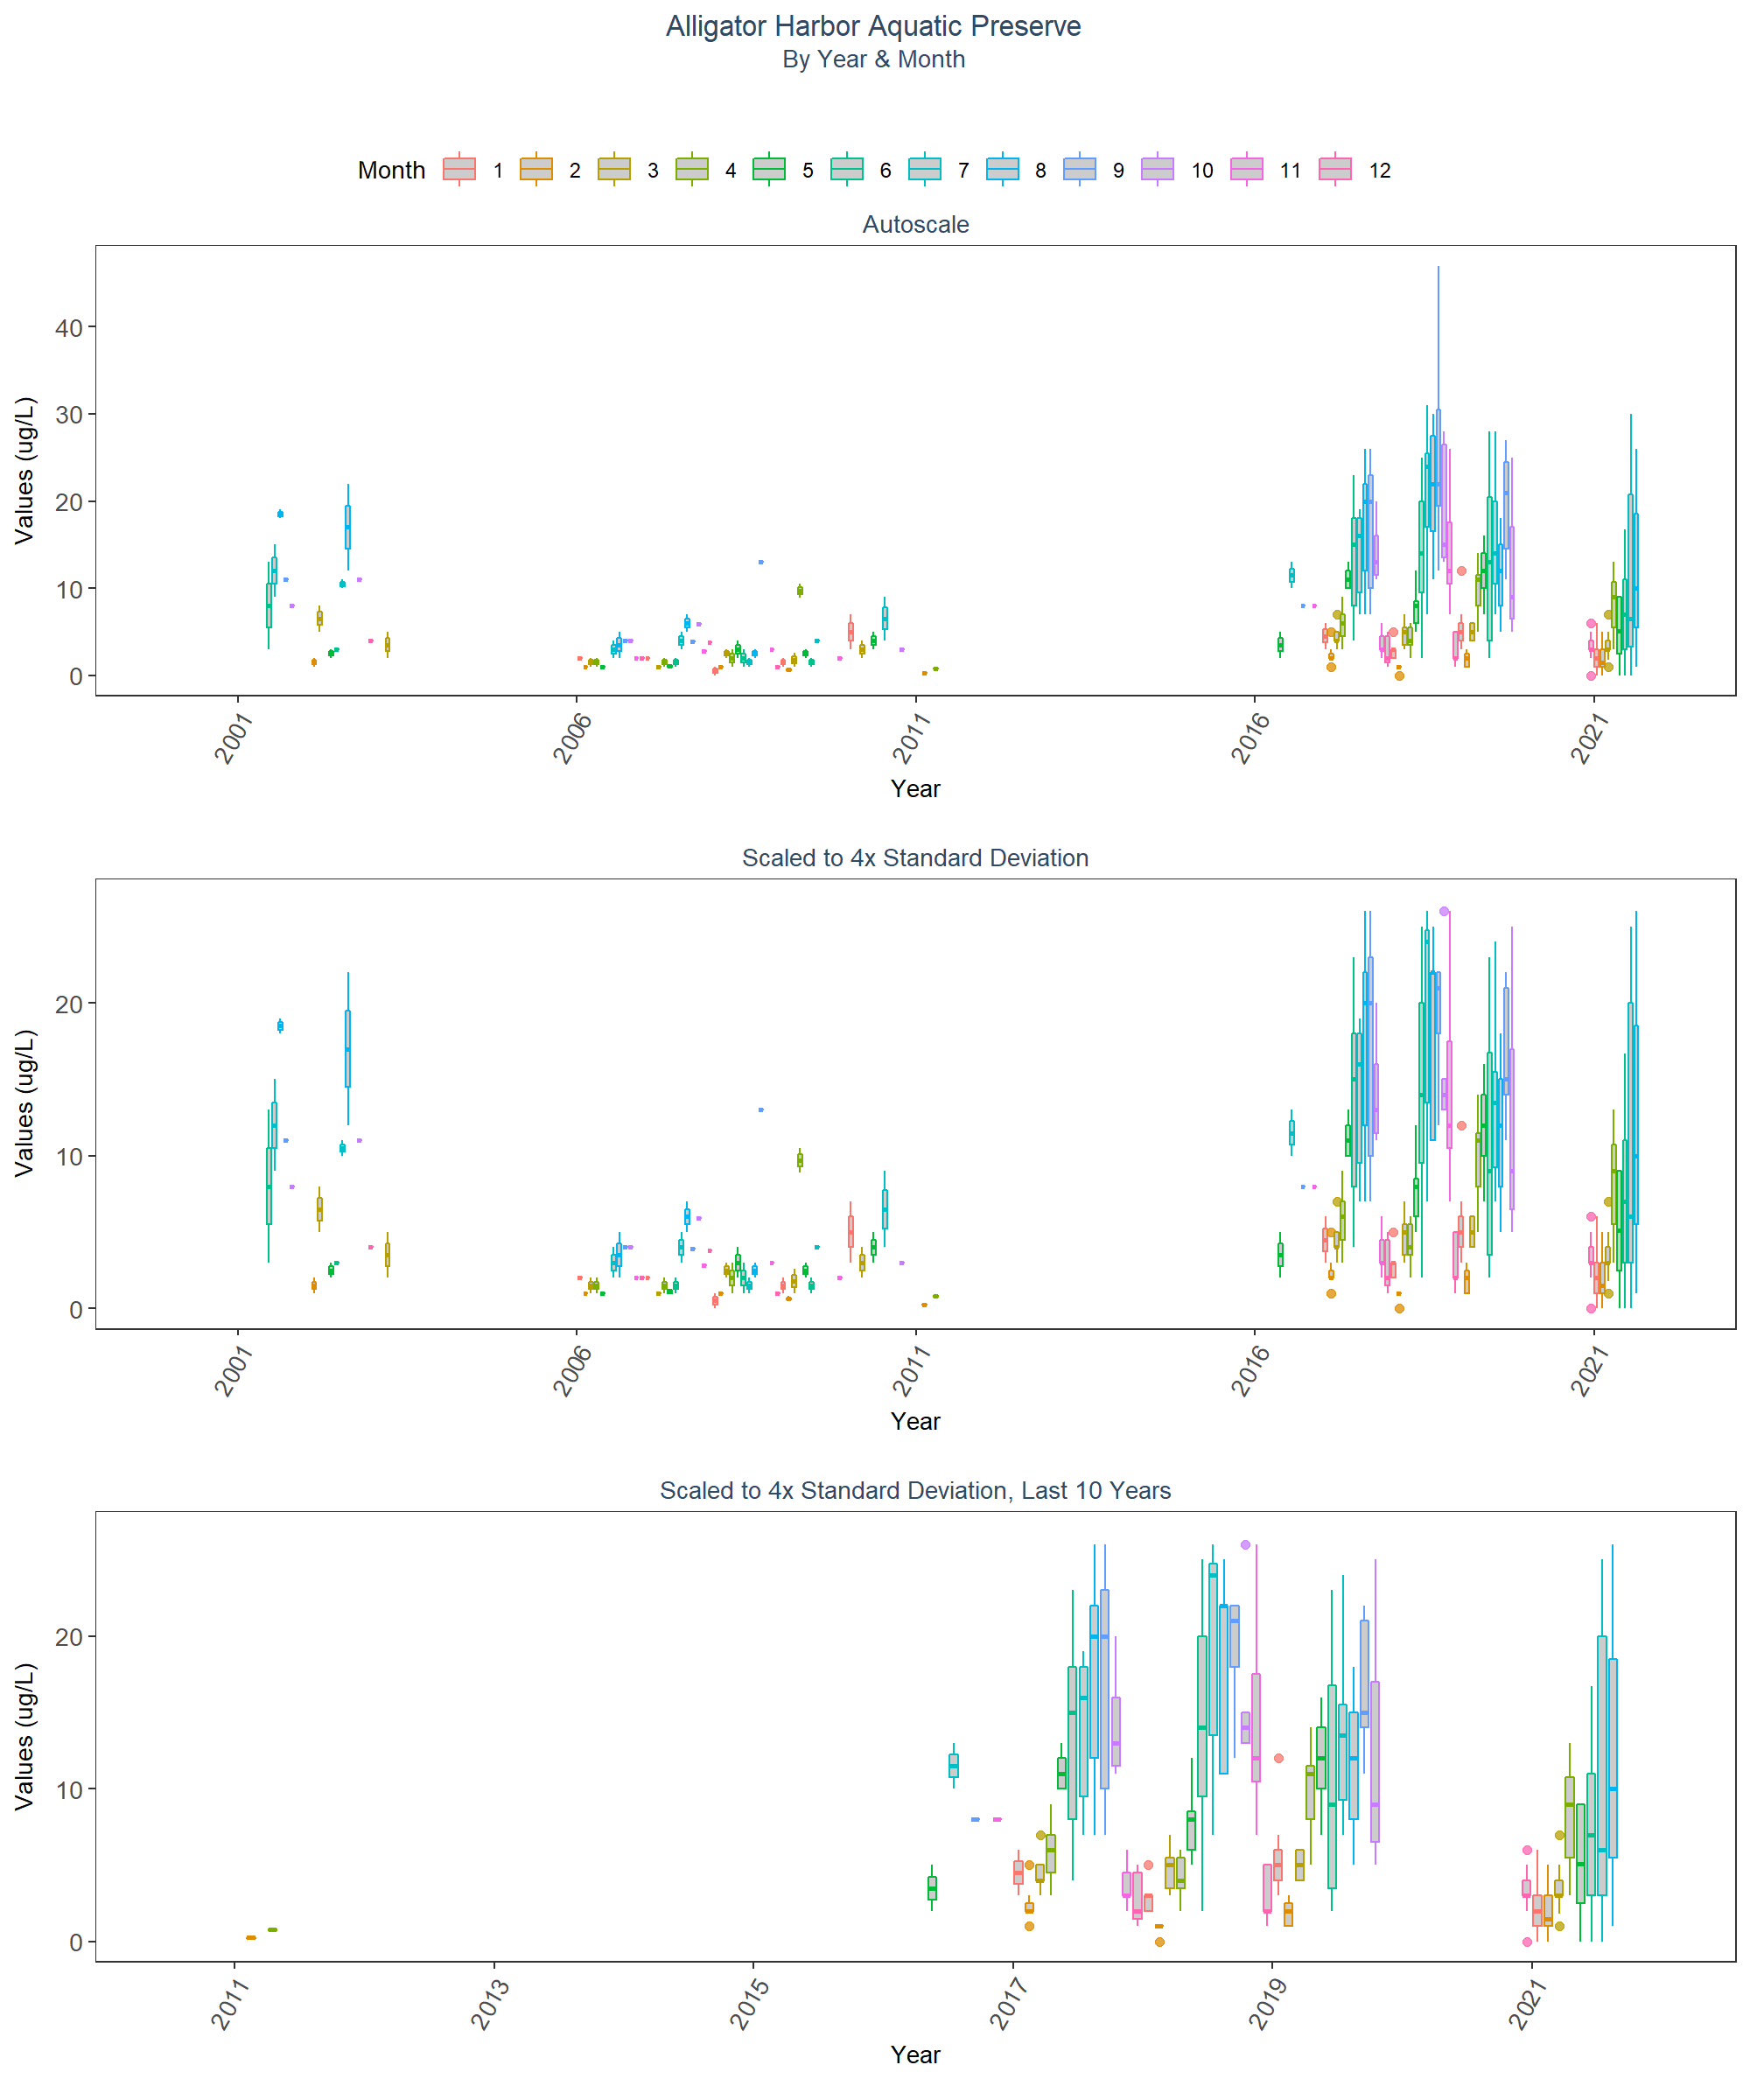 Alligator Harbor Aquatic Preserve
By Year & Month
Month 1 2 3 4 5 6 7 8 9 10 11 12
Autoscale
Values (ug/L)
40
30
20
10
0
2001 2006 2011 2016 2021
Year
Scaled to 4x Standard Deviation
Values (ug/L)
20
10
0
2001 2006 2011 2016 2021
Year
Scaled to 4x Standard Deviation, Last 10 Years
Values (ug/L)
20
10
0
2011 2013 2015 2017 2019 2021
Year